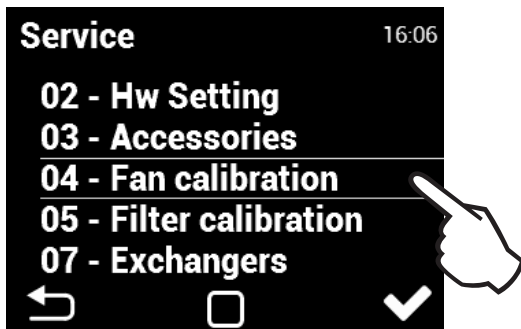 Service 16:06
02 - Hw Setting
03 - Accessories
04 - Fan calibration
05 - Filter calibration
07 - Exchangers